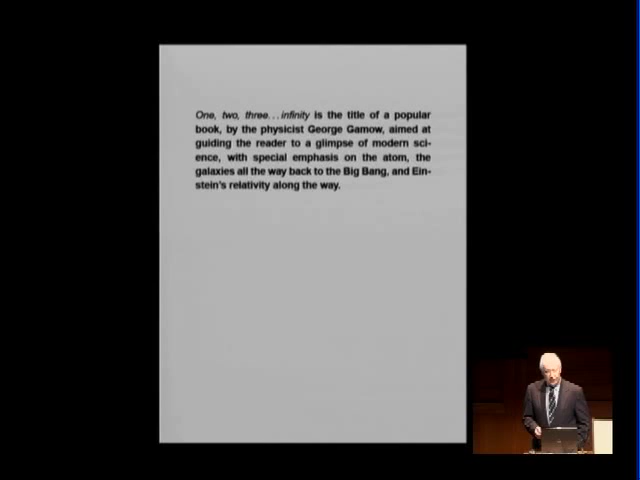 One, two, three...infinity is the title of a popular
book, by the physicist George Gamow, aimed at
guiding the reader to a glimpse of modern sci-
ence, with special emphasis on the atom, the
galaxies all the way back to the Big Bang, and Ein-
stein's relativity along the way.